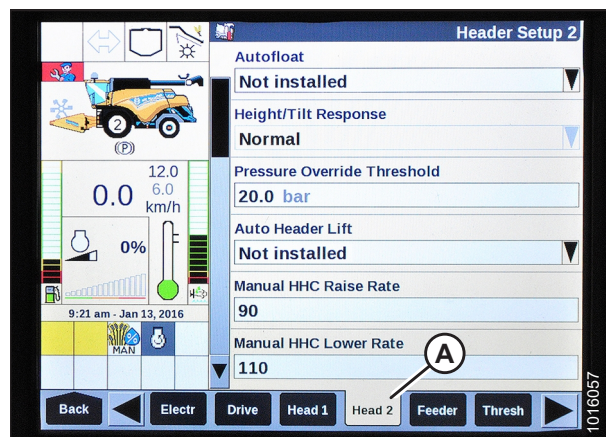 Header Setup 2
Autofloat
Not installed
Height/Tilt Response
Normal
Pressure Override Threshold
20.0 bar
Auto Header Lift
Not installed
Manual HHC Raise Rate
90
Manual HHC Lower Rate
110
2
(P)
12.0
0.0
6.0
km/h
0%
9:21 am - Jan 13, 2016
%
MAN
A
Back
Electr
Drive
Head 1
Head 2
Feeder
Thresh
1016057